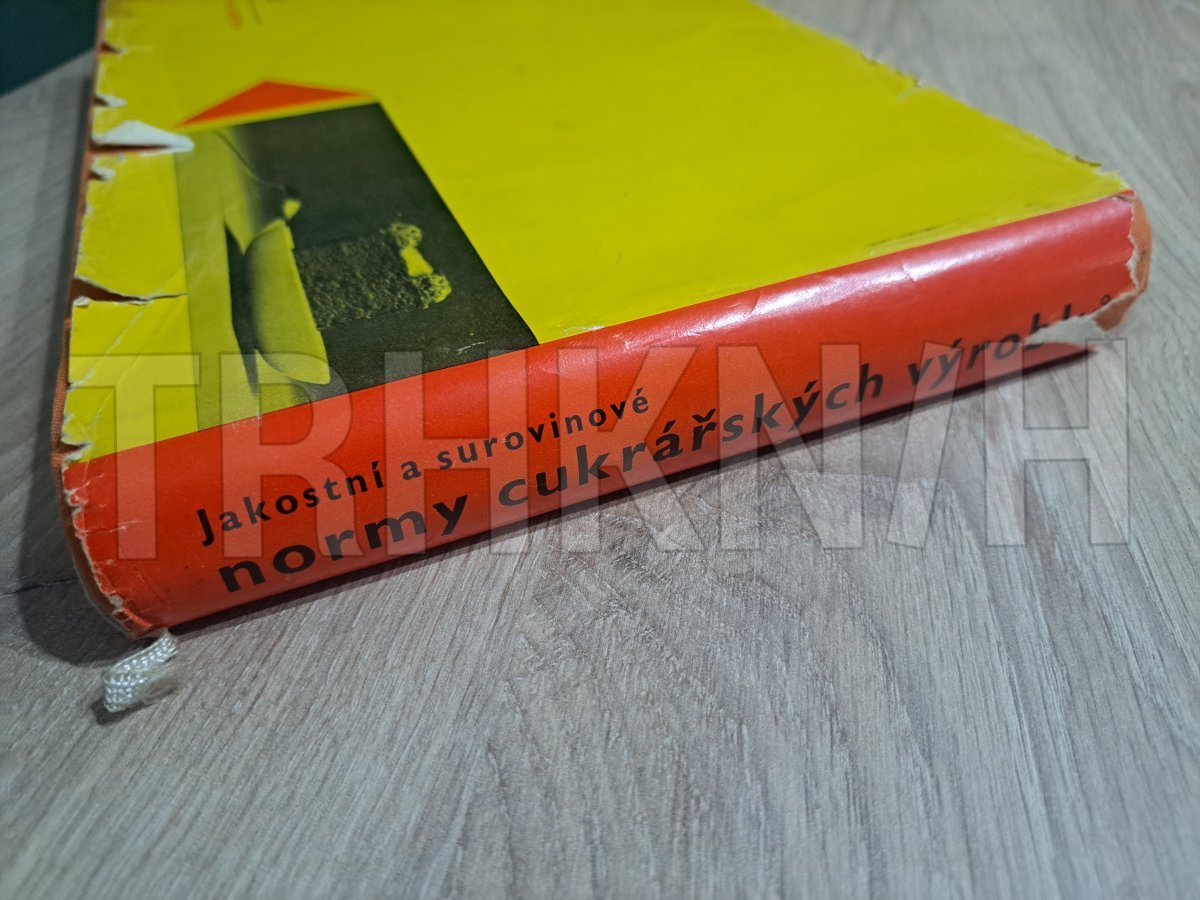 Jakostní a surovinové
normy cukrářských výrobků
TRHKNIH